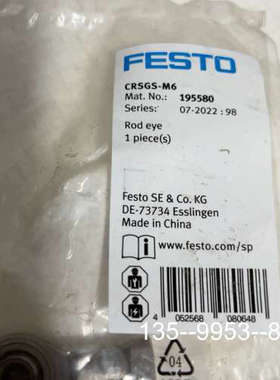 FESTO
CRSGS-M6
Mat. No.: 195580
Series: 07-2022 : 98
Rod eye
1 piece(s)
Festo SE & Co. KG
DE-73734 Esslingen
Made in China
www.festo.com/sp
4 052568 080648
135--9953--8
04